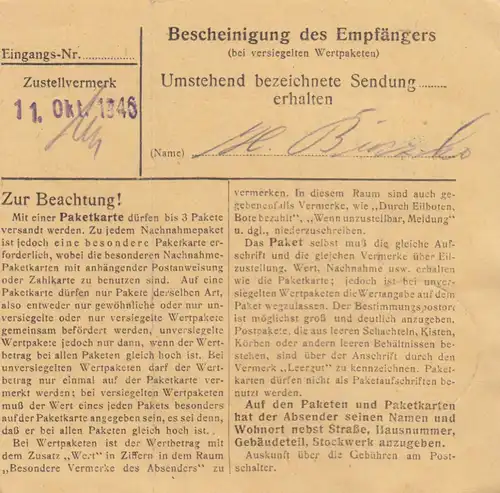 Bescheinigung des Empfängers
(bei versiegelten Wertpaketen)
Eingangs-Nr.
Zustellvermerk
11. Okt. 1946
Umstehend bezeichnete Sendung
erhalten
(Name)
Zur Beachtung!
Mit einer Paketkarte dürfen bis 3 Pakete
versandt werden. Zu jedem Nachnahmepaket
ist jedoch eine besondere Paketkarte er-
forderlich, wobei die besonderen Nachnahme-
Paketkarten mit anhängender Postanweisung
oder Zahlkarte zu benutzen sind. Auf eine
Paketkarte dürfen nur Pakete derselben Art,
also entweder nur gewöhnliche oder nur un-
versiegelte oder nur versiegelte Wertpakete
gemeinsam befördert werden, unversiegelte
Wertpakete jedoch nur dann, wenn der Wert-
betrag bei allen Paketen gleich hoch ist. Bei
unversiegelten Wertpaketen darf der Wert-
betrag nur einmal auf der Paketkarte ver-
merkt werden; bei versiegelten Wertpaketen
muß der Wert eines jeden Pakets besonders
auf der Paketkarte angegeben sein, es sei denn,
daß er bei allen Paketen gleich hoch ist.
Bei Wertpaketen ist der Wertbetrag mit
dem Zusatz „Wert" in Ziffern in dem Raum
„Besondere Vermerke des Absenders" zu
vermerken. In diesem Raum sind auch ge-
gebenenfalls Vermerke, wie „Durch Eilboten,
Bote bezahlt", „Wenn unzustellbar, Meldung"
u. dgl., niederzuschreiben.
Das Paket selbst muß die gleiche Auf-
schrift und die gleichen Vermerke über Eil-
zustellung, Wert, Nachnahme usw. erhalten
wie die Paketkarte; jedoch ist bei unver-
siegelten Wertpaketen die Wertangabe auf dem
Paket wegzulassen. Der Bestimmungspostort
ist möglichst groß und deutlich anzugeben.
Postpakete, die aus leeren Schachteln, Kisten,
Körben oder andern leeren Behältnissen be-
stehen, sind über der Anschrift durch den
Vermerk „Leergut" zu kennzeichnen. Paket-
karten dürfen nicht als Paketaufschriften be-
nutzt werden.
Auf den Paketen und Paketkarten
hat der Absender seinen Namen und
Wohnort nebst Straße, Hausnummer,
Gebäudeteil, Stockwerk anzugeben.
Auskunft über die Gebühren am Post-
schalter.